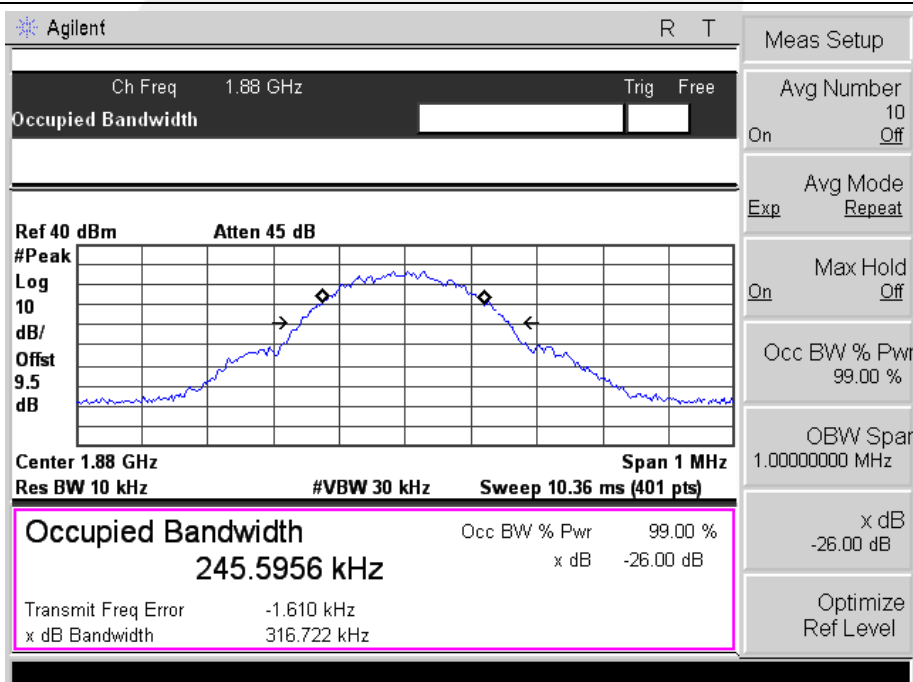 Agilent R T
Ch Freq 1.88 GHz Trig Free
Occupied Bandwidth
Ref 40 dBm Atten 45 dB
#Peak
Log
10
dB/
Offst
9.5
dB
Center 1.88 GHz Span 1 MHz
Res BW 10 kHz #VBW 30 kHz Sweep 10.36 ms (401 pts)
Occupied Bandwidth
245.5956 kHz
Occ BW % Pwr 99.00 %
x dB -26.00 dB
Transmit Freq Error -1.610 kHz
x dB Bandwidth 316.722 kHz
Meas Setup
Avg Number
10
On Off
Avg Mode
Exp Repeat
Max Hold
On Off
Occ BW % Pwr
99.00 %
OBW Span
1.00000000 MHz
x dB
-26.00 dB
Optimize
Ref Level